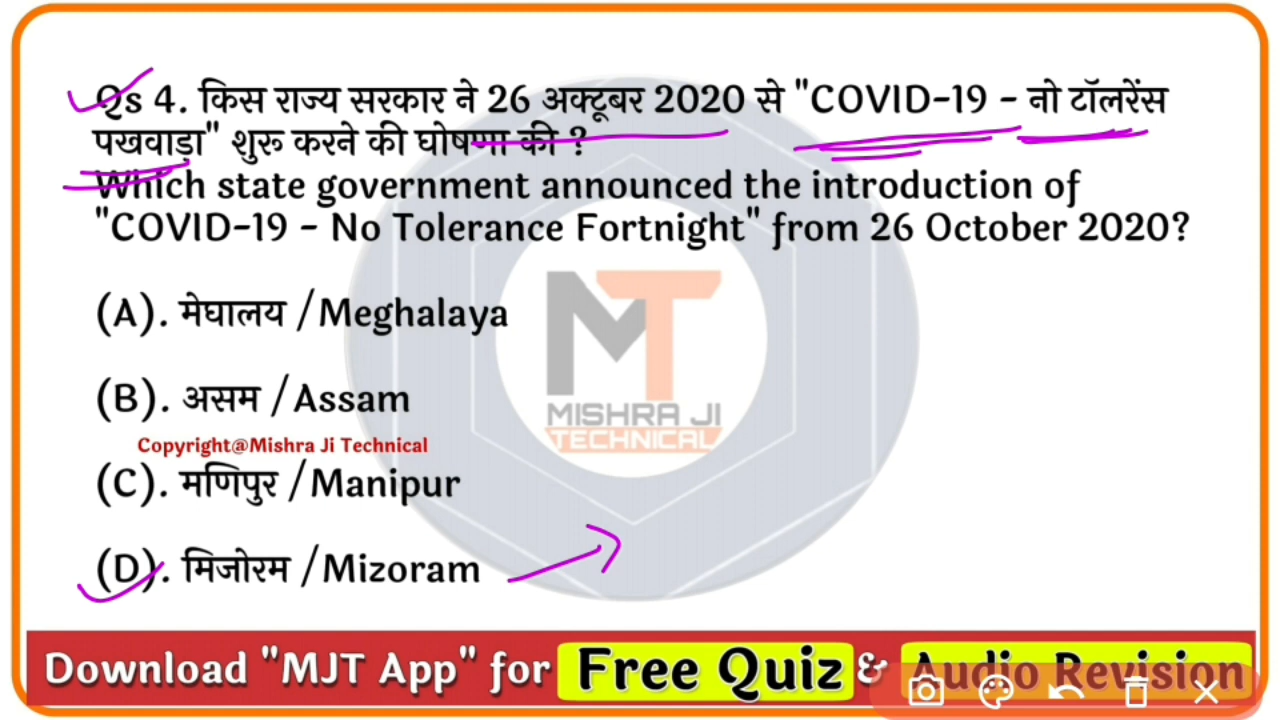 Qs 4. किस राज्य सरकार ने 26 अक्टूबर 2020 से "COVID-19 - नो टॉलरेंस
पखवाड़ा" शुरू करने की घोषणा की ?
Which state government announced the introduction of
"COVID-19 - No Tolerance Fortnight" from 26 October 2020?
(A). मेघालय /Meghalaya
(B). असम /Assam
Copyright@Mishra Ji Technical
(C). मणिपुर /Manipur
(D). मिजोरम /Mizoram
MT
MISHRA JI
TECHNICAL
Download "MJT App" for Free Quiz & Audio Revision